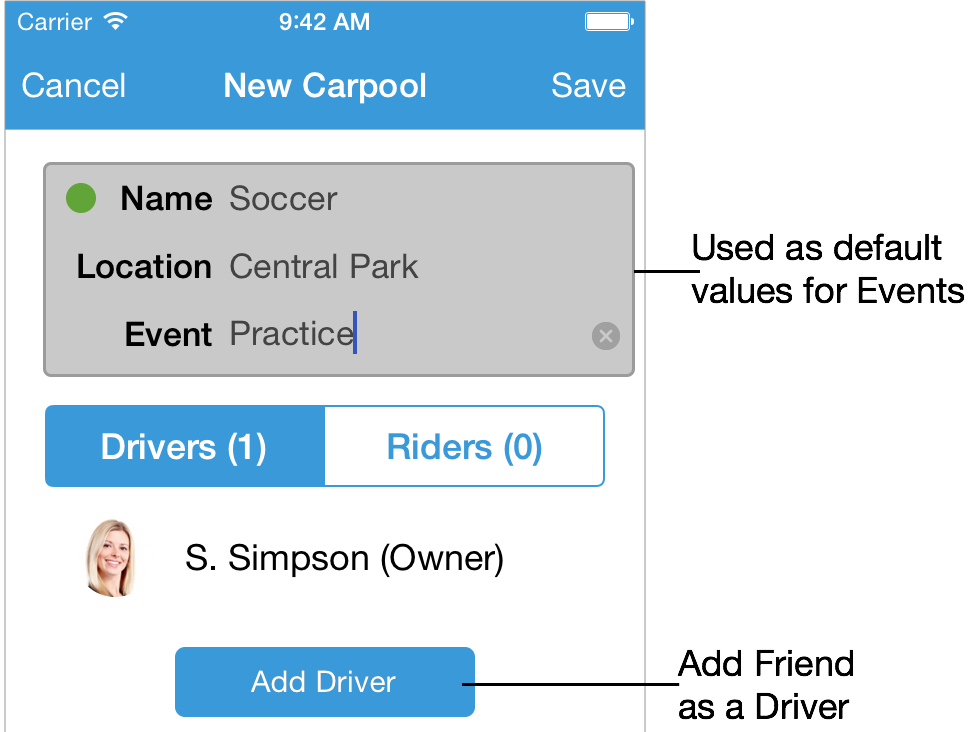 Carrier 9:42 AM
Cancel New Carpool Save
Name Soccer
Location Central Park
Event Practice
Used as default
values for Events
Drivers (1) Riders (0)
S. Simpson (Owner)
Add Driver
Add Friend
as a Driver